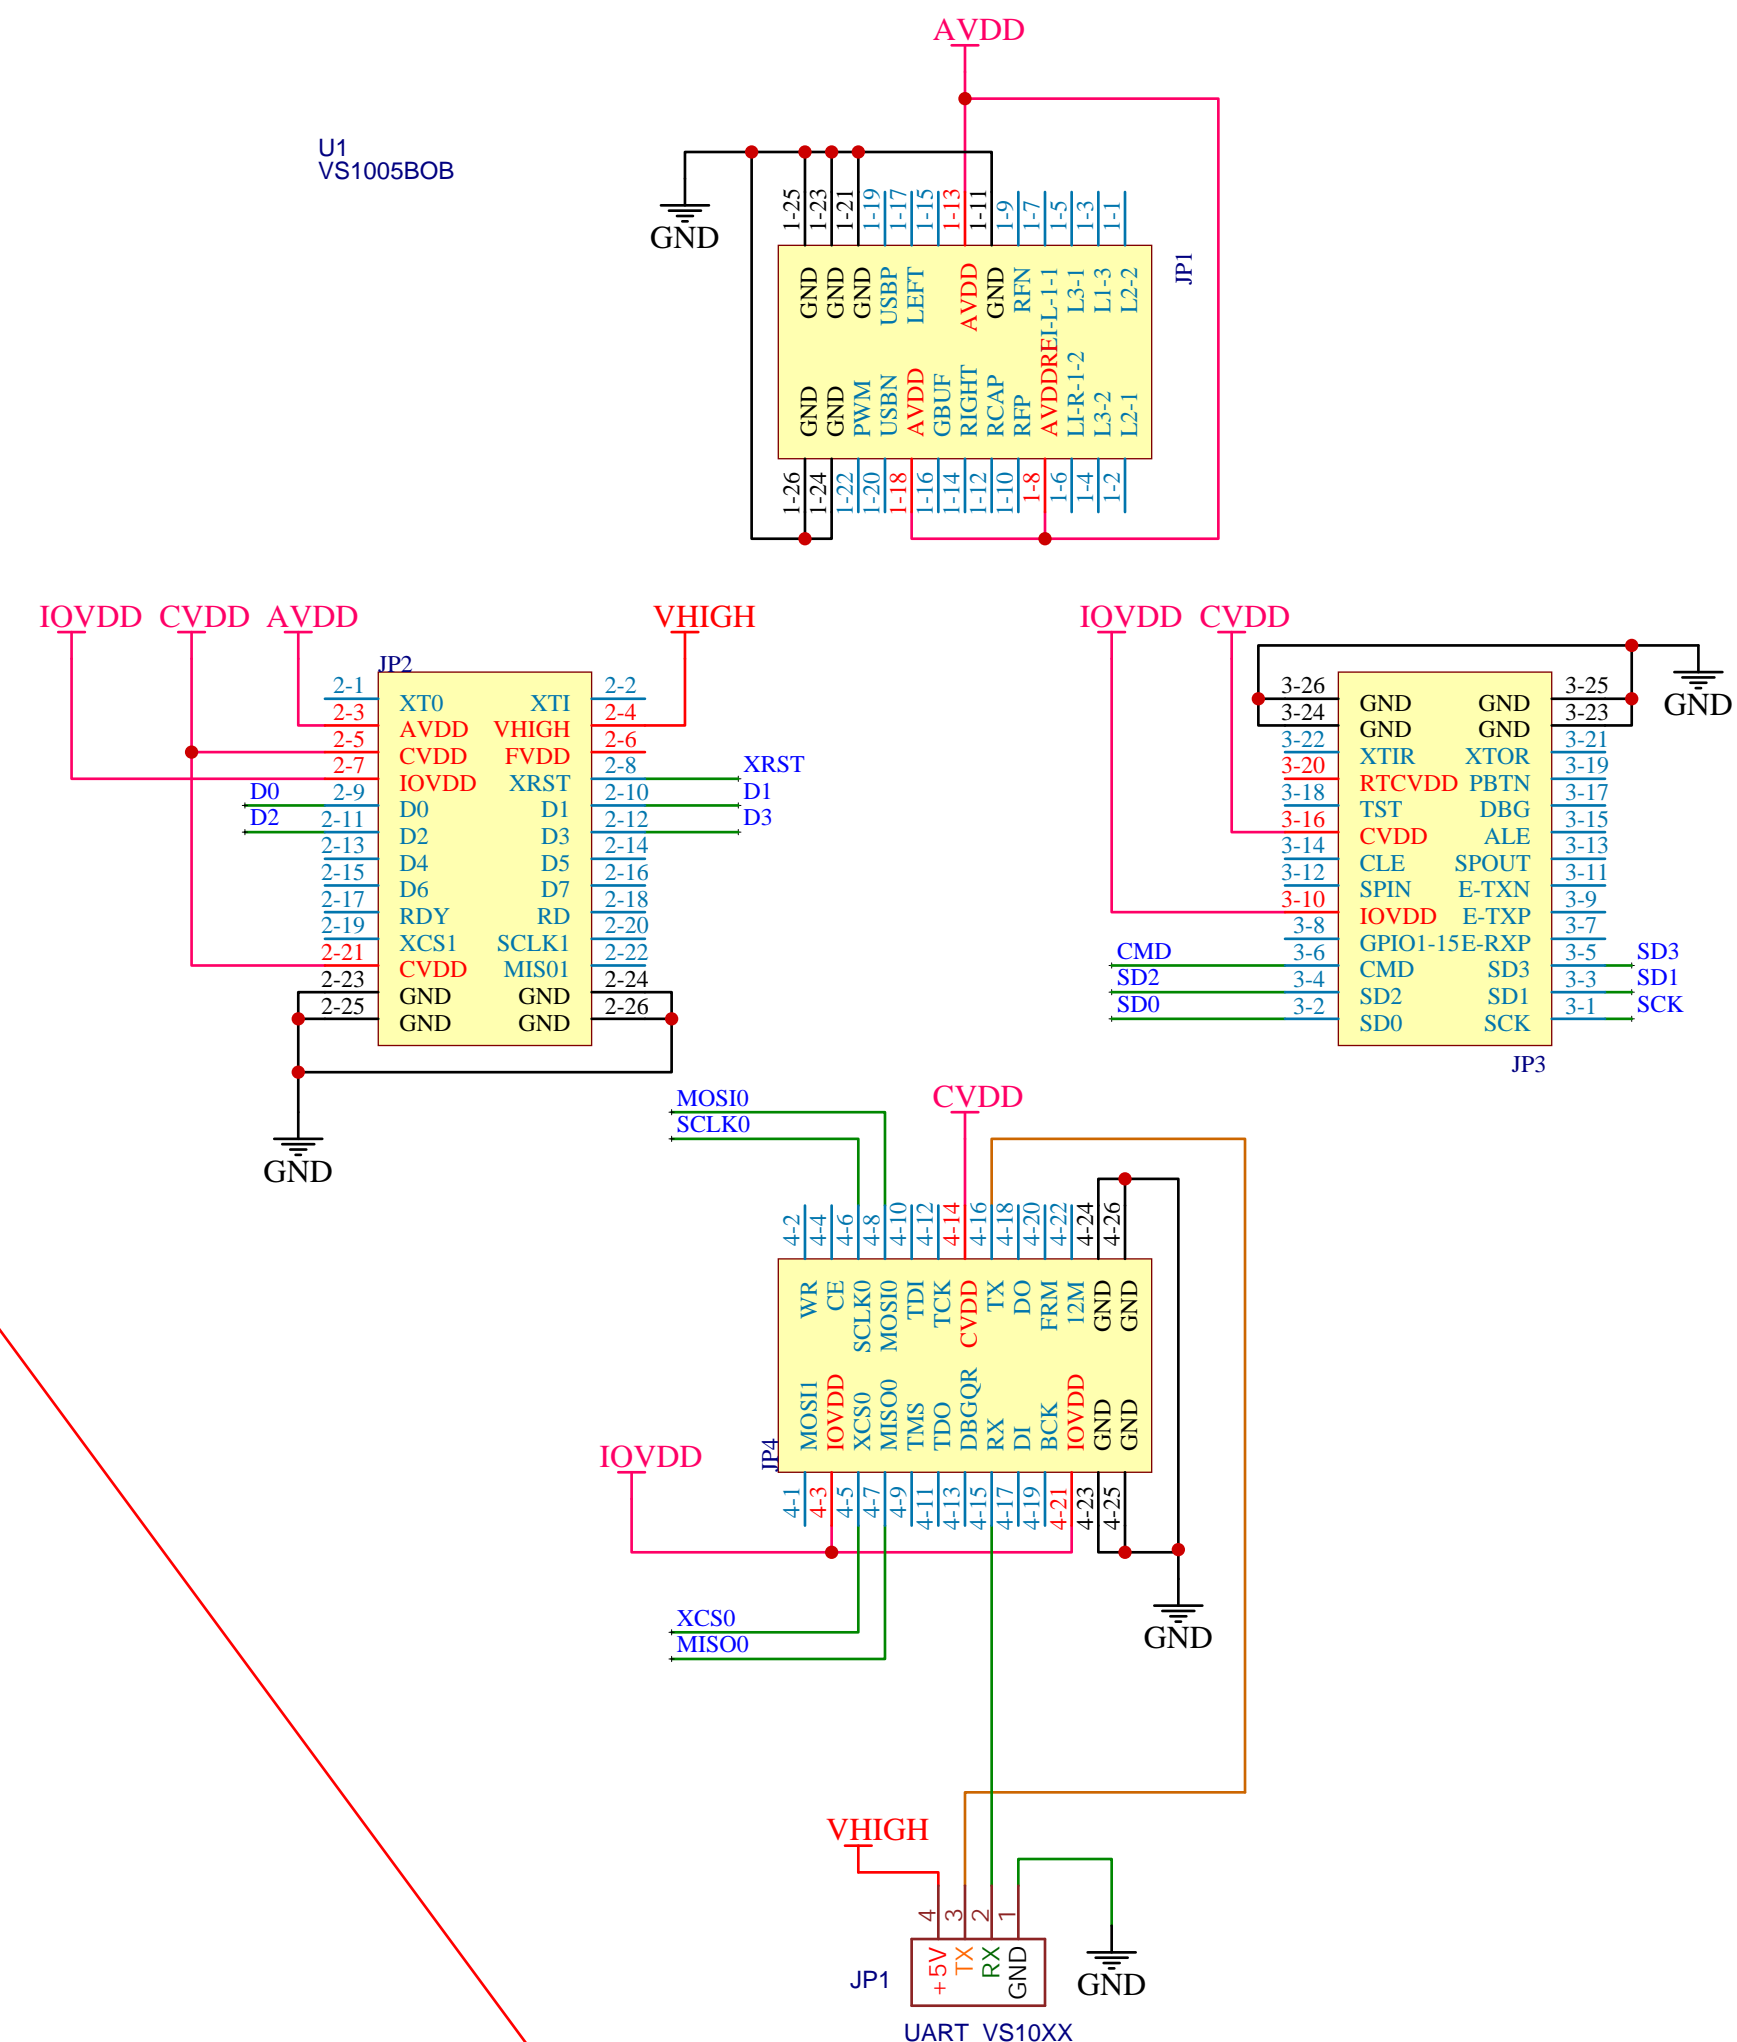 AVDD
U1
VS1005BOB
GND
1-25
1-23
1-21
1-19
1-17
1-15
1-13
1-11
1-9
1-7
1-5
1-3
1-1
JP1
GND
GND
GND
USBP
LEFT
AVDD
GND
RFN
LI-L-1-1
L3-1
L1-3
L2-2
GND
GND
PWM
USBN
AVDD
GBUF
RIGHT
RCAP
RFP
LI-R-1-2
L3-2
L2-1
1-26
1-24
1-22
1-20
1-18
1-16
1-14
1-12
1-10
1-8
1-6
1-4
1-2
IOVDD CVDD AVDD VHIGH
JP2
2-1 XT0 XTI 2-2
2-3 AVDD VHIGH 2-4
2-5 CVDD FVDD 2-6
2-7 IOVDD XRST 2-8 XRST
D0 2-9 D0 D1 2-10 D1
D2 2-11 D2 D3 2-12 D3
2-13 D4 D5 2-14
2-15 D6 D7 2-16
2-17 RDY RD 2-18
2-19 XCS1 SCLK1 2-20
2-21 CVDD MIS01 2-22
2-23 GND GND 2-24
2-25 GND GND 2-26
GND
IOVDD CVDD
GND
3-26 GND GND 3-25
3-24 GND GND 3-23
3-22 XTIR XTOR 3-21
3-20 RTCVDD PBTN 3-19
3-18 TST DBG 3-17
3-16 CVDD ALE 3-15
3-14 CLE SPOUT 3-13
3-12 SPIN E-TXN 3-11
3-10 IOVDD E-TXP 3-9
3-8 GPIO1-15 E-RXP 3-7
CMD 3-6 CMD SD3 3-5 SD3
SD2 3-4 SD2 SD1 3-3 SD1
SD0 3-2 SD0 SCK 3-1 SCK
JP3
MOSI0
SCLK0
CVDD
4-2
4-4
4-6
4-8
4-10
4-12
4-14
4-16
4-18
4-20
4-22
4-24
4-26
WR
CE
SCLK0
MOSI0
TDI
TCK
CVDD
TX
DO
FRM
12M
GND
GND
MOSI1
IOVDD
XCS0
MISO0
TMS
TDO
DBGQR
RX
DI
BCK
IOVDD
GND
GND
JP4
IOVDD
4-1
4-3
4-5
4-7
4-9
4-11
4-13
4-15
4-17
4-19
4-21
4-23
4-25
XCS0
MISO0
GND
VHIGH
4
3
2
1
+5V
TX
RX
GND
JP1
GND
UART VS10XX